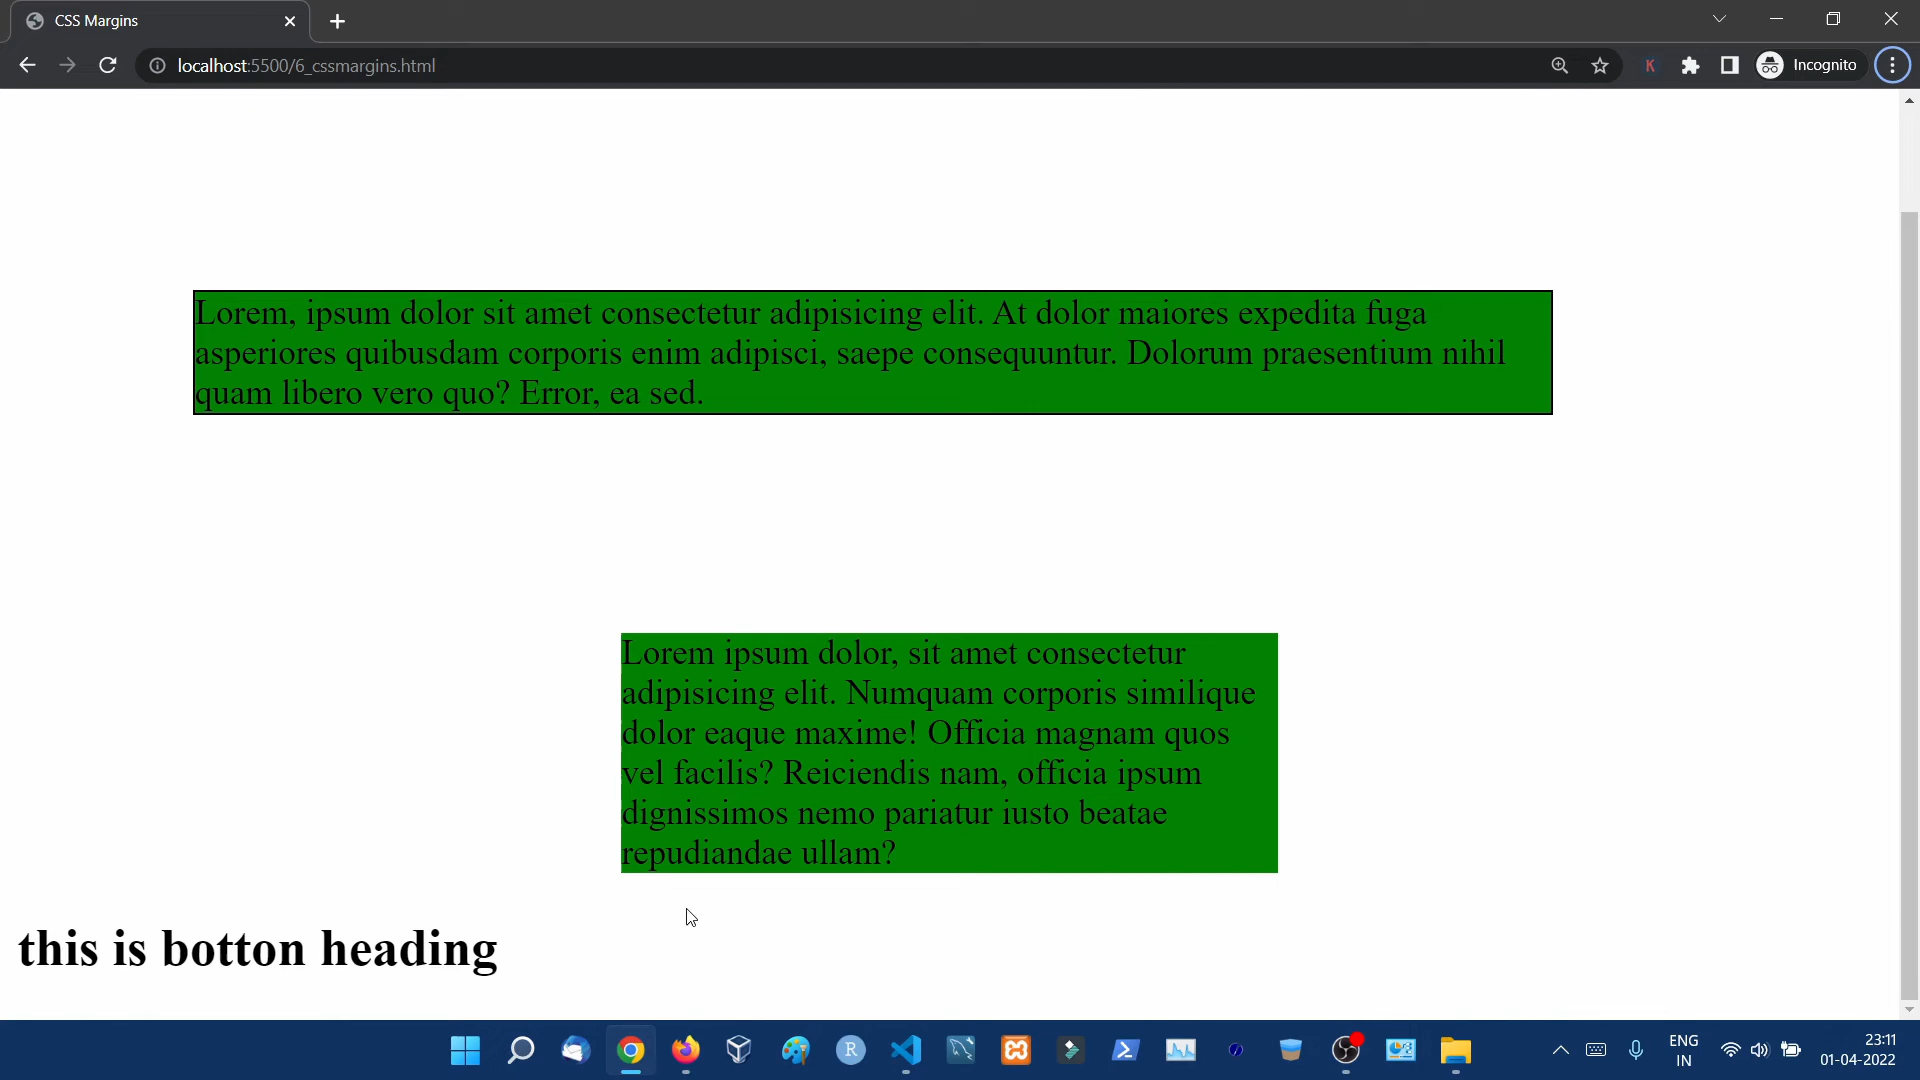 CSS Margins
localhost:5500/6_cssmargins.html
K
Incognito
Lorem, ipsum dolor sit amet consectetur adipisicing elit. At dolor maiores expedita fuga
asperiores quibusdam corporis enim adipisci, saepe consequuntur. Dolorum praesentium nihil
quam libero vero quo? Error, ea sed.
Lorem ipsum dolor, sit amet consectetur
adipisicing elit. Numquam corporis similique
dolor eaque maxime! Officia magnam quos
vel facilis? Reiciendis nam, officia ipsum
dignissimos nemo pariatur iusto beatae
repudiandae ullam?
this is botton heading
R
ENG
IN
23:11
01-04-2022